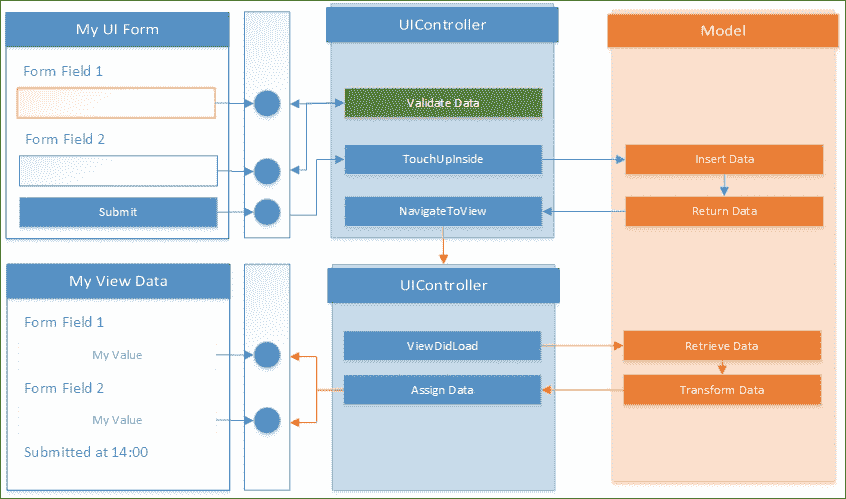 My UI Form
UIController
Model
Form Field 1
Validate Data
Form Field 2
TouchUpInside
Insert Data
Submit
NavigateToView
Return Data
My View Data
UIController
Form Field 1
My Value
ViewDidLoad
Retrieve Data
Form Field 2
Assign Data
Transform Data
My Value
Submitted at 14:00